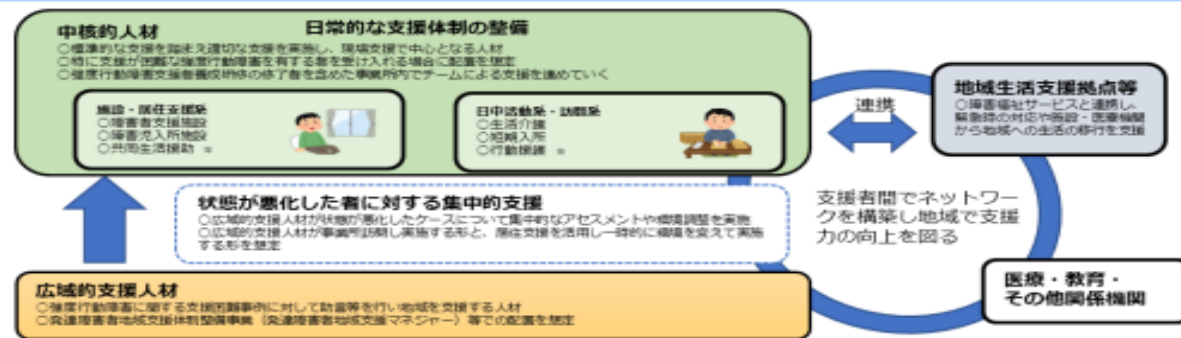 中核的人材
日常的な支援体制の整備
○標準的な支援を踏まえ適切な支援を実施し、現場支援で中心となる人材
○特に支援が困難な強度行動障害を有する者を受け入れる場合に配置を想定
○強度行動障害支援者養成研修の修了者を含めた事業所内でチームによる支援を進めていく
施設・居住支援系
○障害者支援施設
○障害児入所施設
○共同生活援助 等
日中活動系・訪問系
○生活介護
○短期入所
○行動援護 等
連携
地域生活支援拠点等
○障害福祉サービスと連携し、
緊急時の対応や施設・医療機関
から地域への生活の移行を支援
状態が悪化した者に対する集中的支援
○広域的支援人材が状態が悪化したケースについて集中的なアセスメントや環境調整を実施
○広域的支援人材が事業所訪問し実施する形と、居住支援を活用し一時的に環境を変えて実施
する形を想定
支援者間でネットワー
クを構築し地域で支援
力の向上を図る
広域的支援人材
○強度行動障害に関する支援困難事例に対して助言等を行い地域を支援する人材
○発達障害者地域支援体制整備事業（発達障害者地域支援マネジャー）等での配置を想定
医療・教育・
その他関係機関